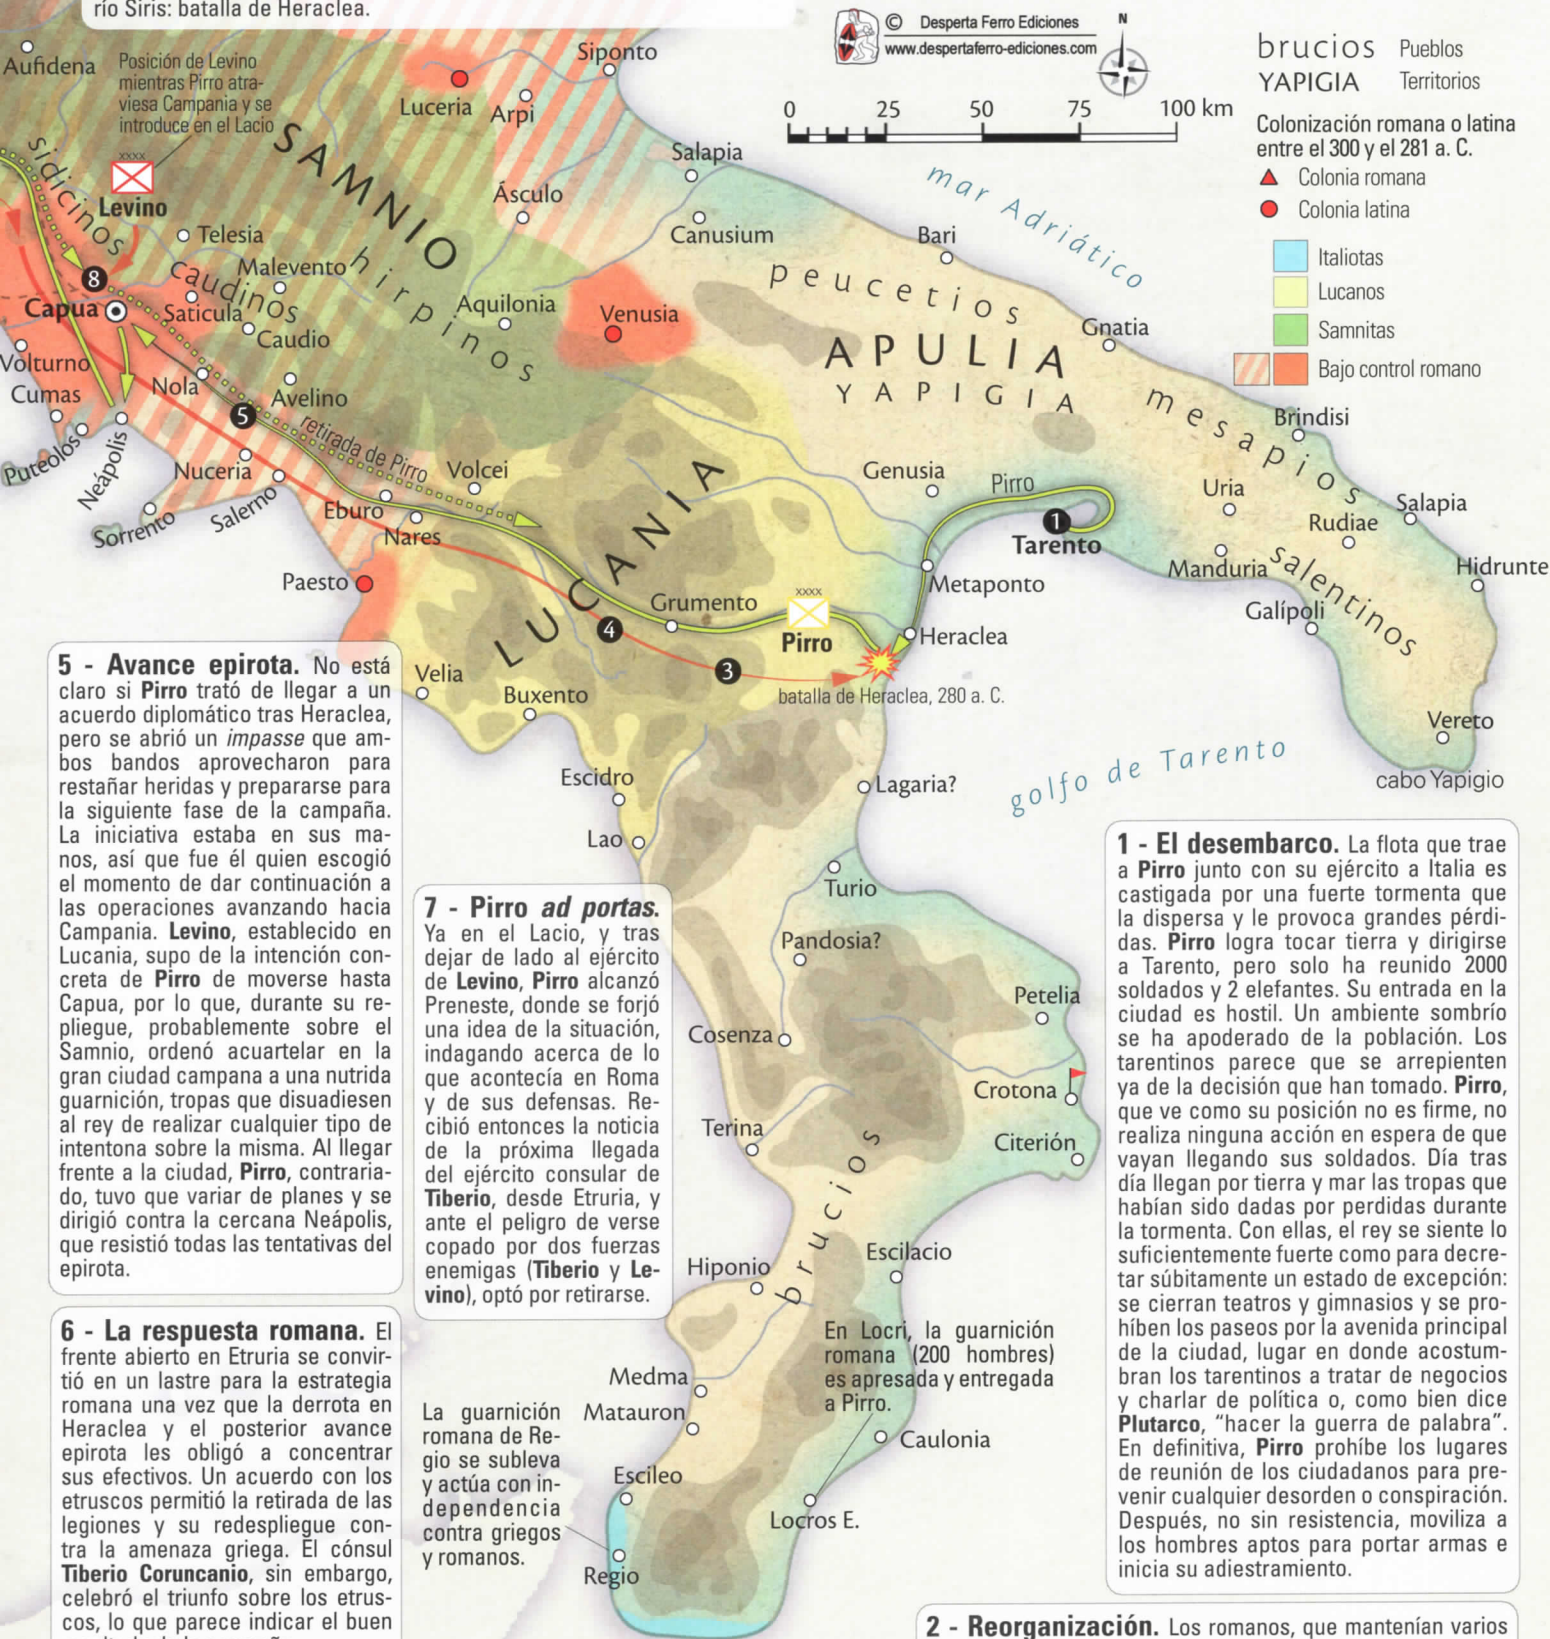 río Siris: batalla de Heraclea.
© Desperta Ferro Ediciones
www.despertaferro-ediciones.com
N
0 25 50 75 100 km
brucios Pueblos
YAPIGIA Territorios
Colonización romana o latina
entre el 300 y el 281 a. C.
Colonia romana
Colonia latina
Italiotas
Lucanos
Samnitas
Bajo control romano
Aufidena
Posición de Levino
mientras Pirro atra-
viesa Campania y se
introduce en el Lacio
xxxx
Levino
sidicinos
SAMNIO
Luceria
Arpi
Siponto
Salapia
Ásculo
Canusium
mar Adriático
Bari
Telesia
Malevento
hirpinos
caudinos
8
Capua
Saticula
Caudio
Aquilonia
Venusia
peucetios
APULIA
YAPIGIA
Gnatia
mesapios
Brindisi
Volturno
Cumas
Nola
Avelino
5
retirada de Pirro
Puteolos
Neápolis
Nuceria
Salerno
Sorrento
Volcei
Eburo
Nares
Paesto
LUCANIA
Genusia
Pirro
1
Tarento
Uria
Rudiae
Salapia
Manduria
salentinos
Hidrunte
Galípoli
Metaponto
Grumento
xxxx
Pirro
Heraclea
4
3
batalla de Heraclea, 280 a. C.
Velia
Buxento
Vereto
cabo Yapigio
golfo de Tarento
Escidro
Lagaria?
Lao
Turio
Pandosia?
Petelia
Cosenza
Crotona
Terina
Citerión
brucios
Hiponio
Escilacio
En Locri, la guarnición
romana (200 hombres)
es apresada y entregada
a Pirro.
Medma
Matauron
Caulonia
La guarnición
romana de Re-
gio se subleva
y actúa con in-
dependencia
contra griegos
y romanos.
Escileo
Locros E.
Regio
5 - Avance epirota. No está
claro si Pirro trató de llegar a un
acuerdo diplomático tras Heraclea,
pero se abrió un impasse que am-
bos bandos aprovecharon para
restañar heridas y prepararse para
la siguiente fase de la campaña.
La iniciativa estaba en sus ma-
nos, así que fue él quien escogió
el momento de dar continuación a
las operaciones avanzando hacia
Campania. Levino, establecido en
Lucania, supo de la intención con-
creta de Pirro de moverse hasta
Capua, por lo que, durante su re-
pliegue, probablemente sobre el
Samnio, ordenó acuartelar en la
gran ciudad campana a una nutrida
guarnición, tropas que disuadiesen
al rey de realizar cualquier tipo de
intentona sobre la misma. Al llegar
frente a la ciudad, Pirro, contraria-
do, tuvo que variar de planes y se
dirigió contra la cercana Neápolis,
que resistió todas las tentativas del
epirota.
6 - La respuesta romana. El
frente abierto en Etruria se convir-
tió en un lastre para la estrategia
romana una vez que la derrota en
Heraclea y el posterior avance
epirota les obligó a concentrar
sus efectivos. Un acuerdo con los
etruscos permitió la retirada de las
legiones y su redespliegue con-
tra la amenaza griega. El cónsul
Tiberio Coruncanio, sin embargo,
celebró el triunfo sobre los etrus-
cos, lo que parece indicar el buen
7 - Pirro ad portas.
Ya en el Lacio, y tras
dejar de lado al ejército
de Levino, Pirro alcanzó
Preneste, donde se forjó
una idea de la situación,
indagando acerca de lo
que acontecía en Roma
y de sus defensas. Re-
cibió entonces la noticia
de la próxima llegada
del ejército consular de
Tiberio, desde Etruria, y
ante el peligro de verse
copado por dos fuerzas
enemigas (Tiberio y Le-
vino), optó por retirarse.
1 - El desembarco. La flota que trae
a Pirro junto con su ejército a Italia es
castigada por una fuerte tormenta que
la dispersa y le provoca grandes pérdi-
das. Pirro logra tocar tierra y dirigirse
a Tarento, pero solo ha reunido 2000
soldados y 2 elefantes. Su entrada en la
ciudad es hostil. Un ambiente sombrío
se ha apoderado de la población. Los
tarentinos parece que se arrepienten
ya de la decisión que han tomado. Pirro,
que ve como su posición no es firme, no
realiza ninguna acción en espera de que
vayan llegando sus soldados. Día tras
día llegan por tierra y mar las tropas que
habían sido dadas por perdidas durante
la tormenta. Con ellas, el rey se siente lo
suficientemente fuerte como para decre-
tar súbitamente un estado de excepción:
se cierran teatros y gimnasios y se pro-
híben los paseos por la avenida principal
de la ciudad, lugar en donde acostum-
bran los tarentinos a tratar de negocios
y charlar de política o, como bien dice
Plutarco, “hacer la guerra de palabra”.
En definitiva, Pirro prohíbe los lugares
de reunión de los ciudadanos para pre-
venir cualquier desorden o conspiración.
Después, no sin resistencia, moviliza a
los hombres aptos para portar armas e
inicia su adiestramiento.
2 - Reorganización. Los romanos, que mantenían varios